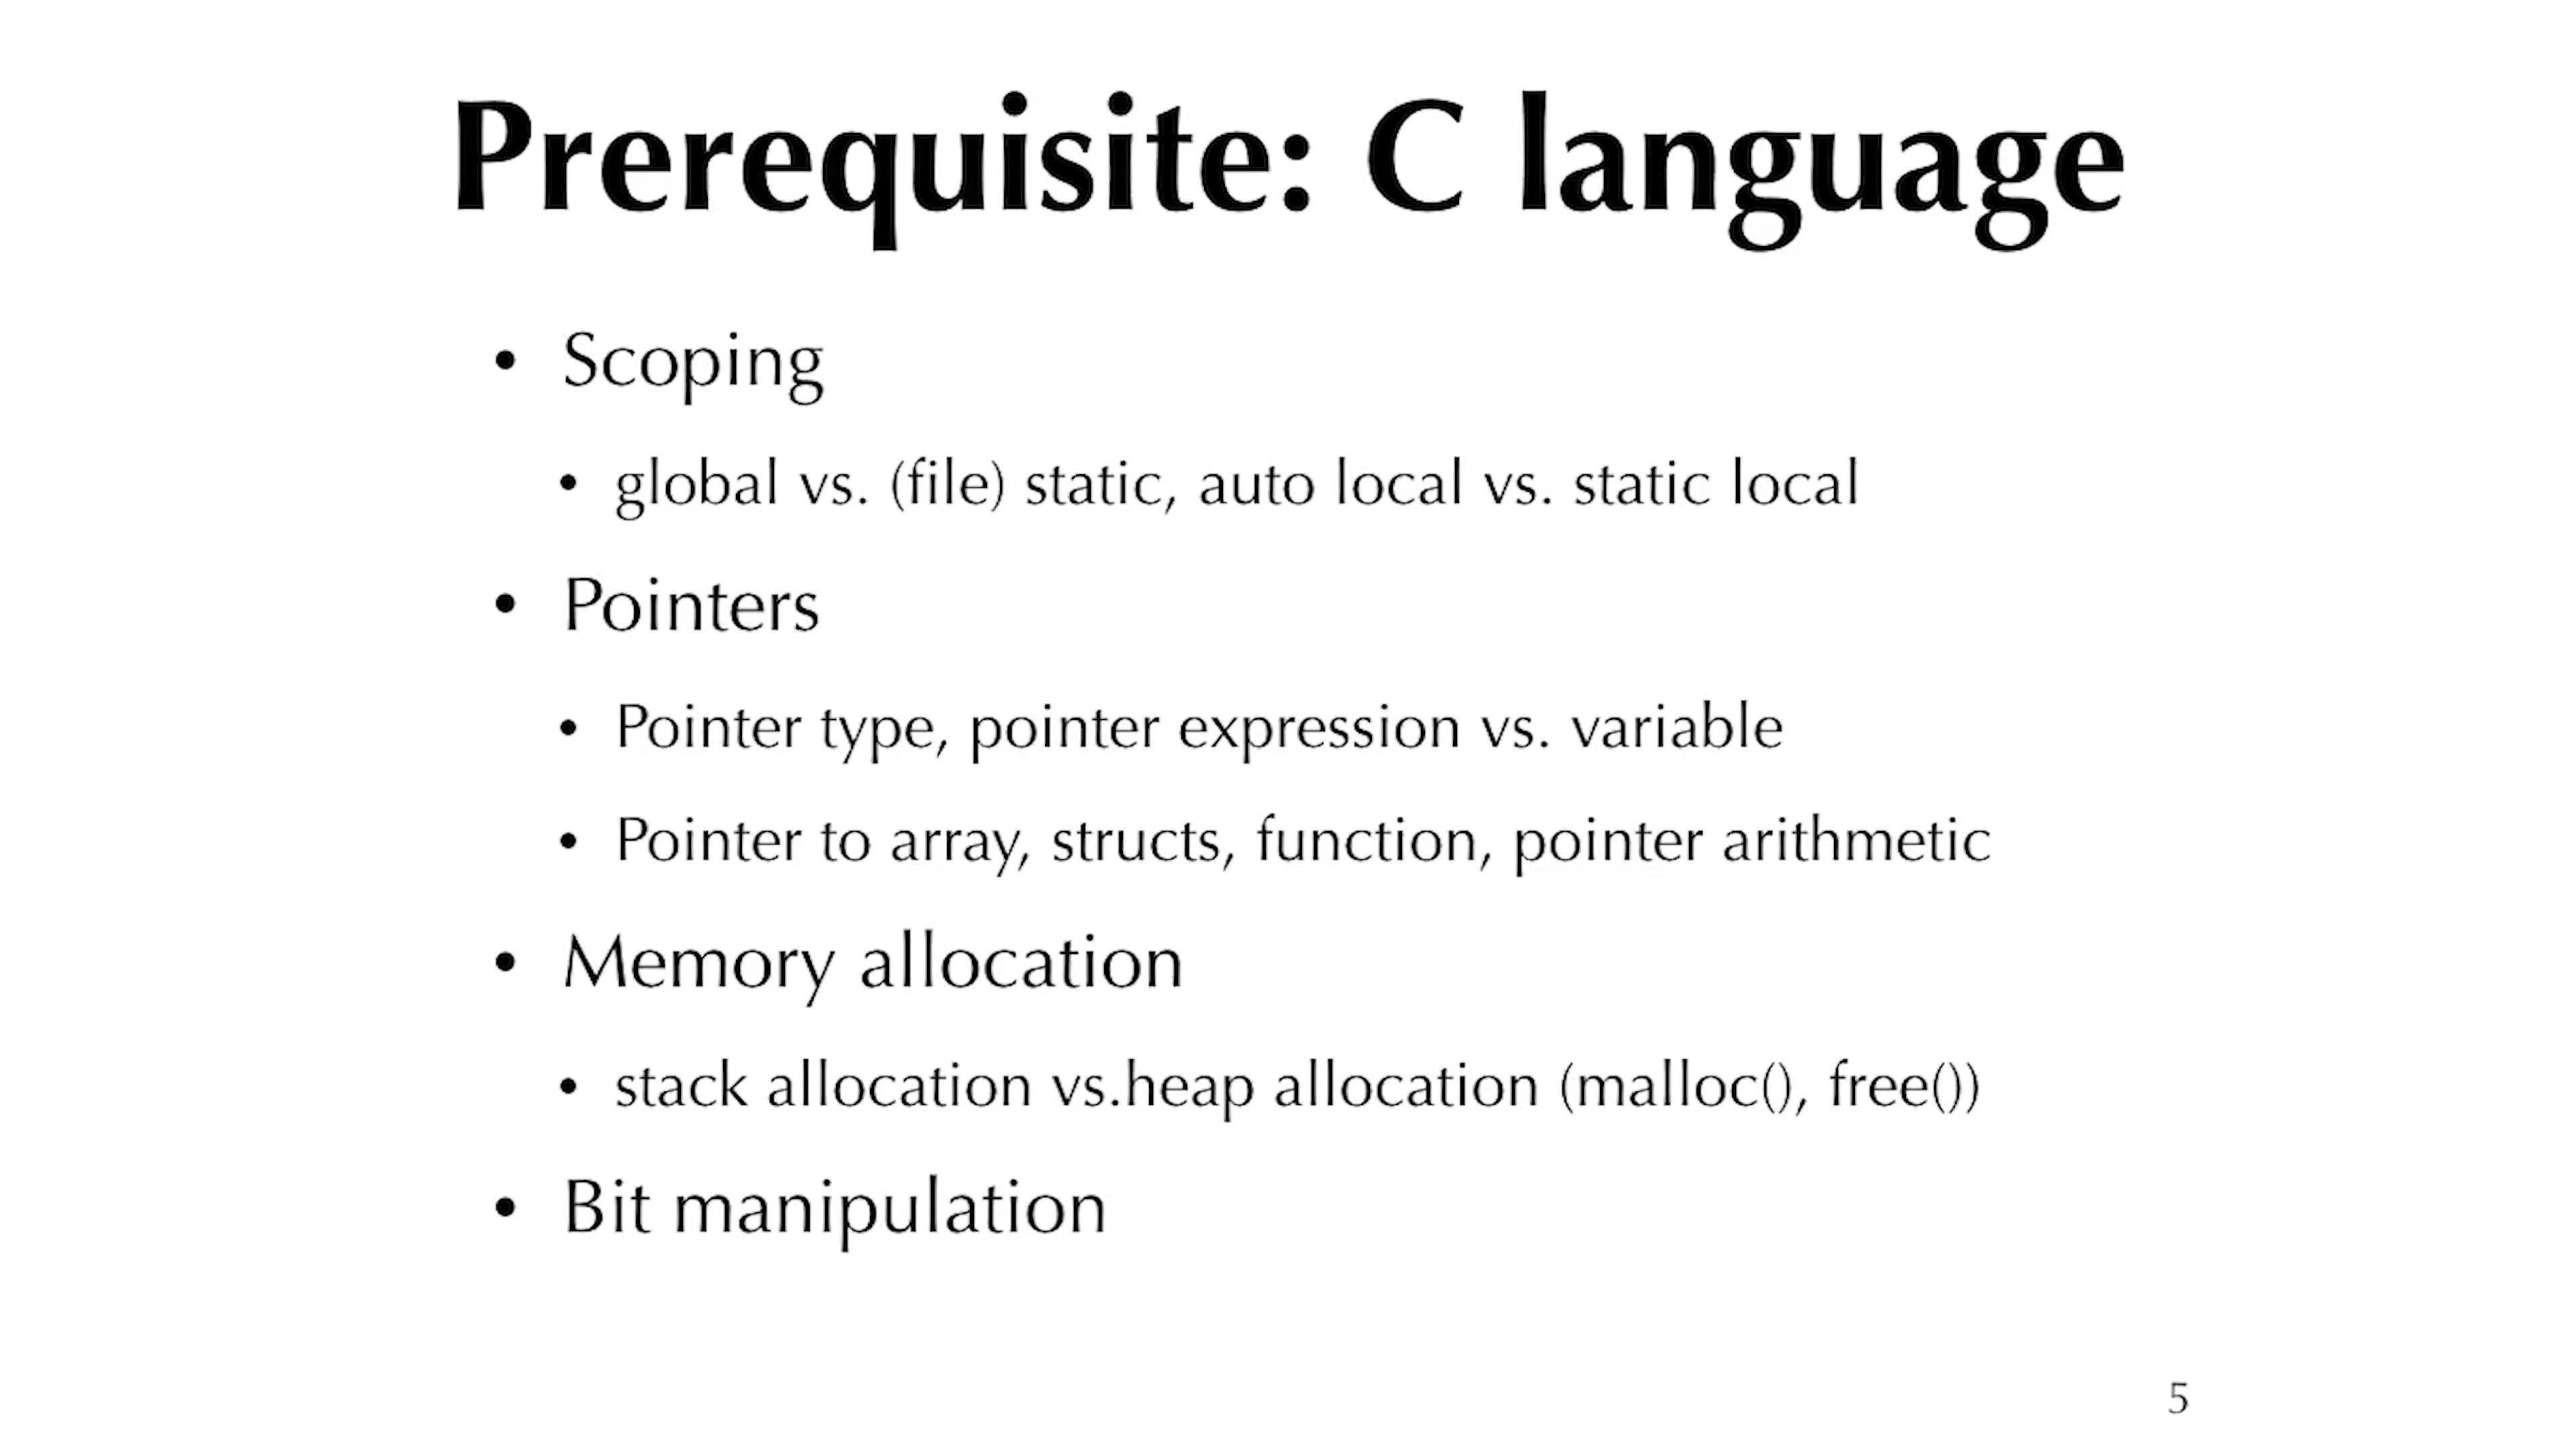 Prerequisite: C language
• Scoping
• global vs. (file) static, auto local vs. static local
• Pointers
• Pointer type, pointer expression vs. variable
• Pointer to array, structs, function, pointer arithmetic
• Memory allocation
• stack allocation vs.heap allocation (malloc(), free())
• Bit manipulation
5